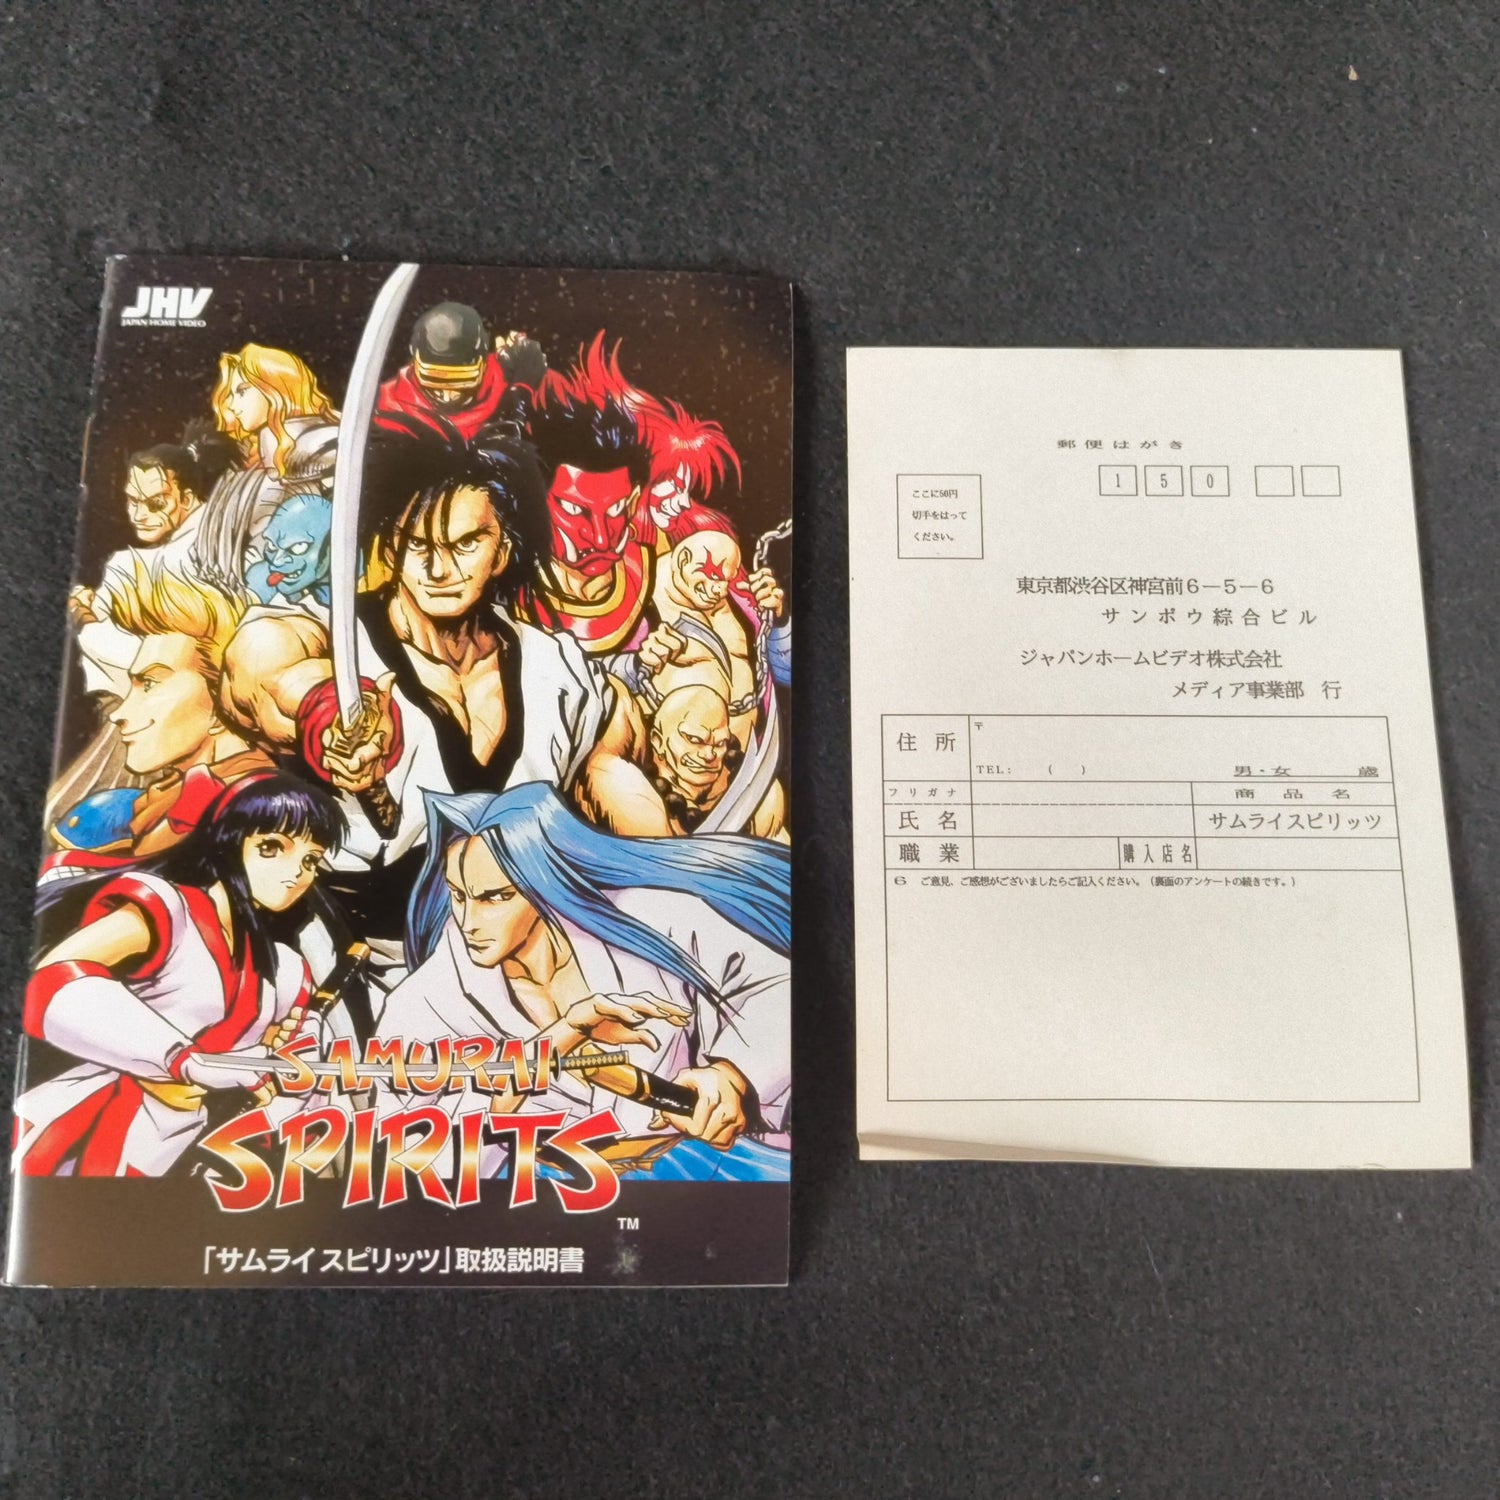 JHV
JAPAN HOME VIDEO
SAMURAI
SPIRITS
TM
「サムライスピリッツ」取扱説明書
郵便はがき
150
ここに50円
切手をはって
ください。
東京都渋谷区神宮前6-5-6
サンポウ綜合ビル
ジャパンホームビデオ株式会社
メディア事業部 行
住所
〒
TEL: ( )
男・女 歳
フリガナ
商品名
氏名
サムライスピリッツ
職業
購入店名
6 ご意見、ご感想がございましたらご記入ください。(裏面のアンケートの続きです。)